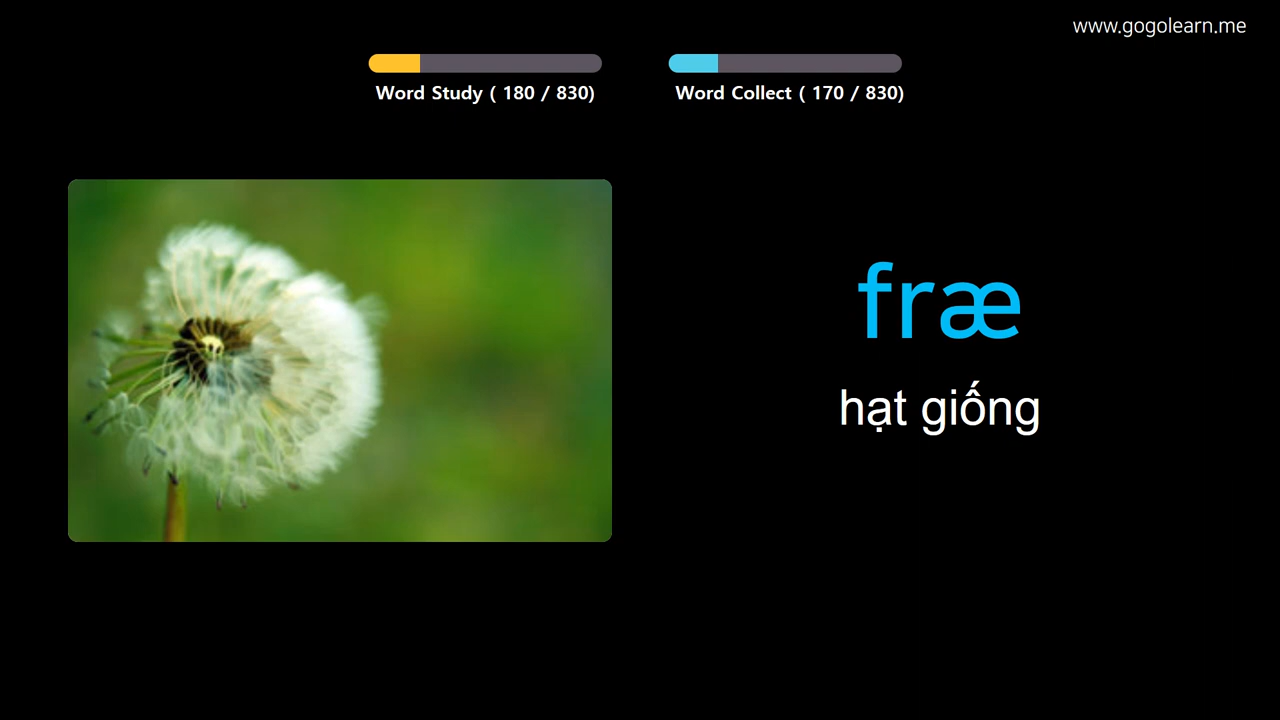 www.gogolearn.me
Word Study ( 180 / 830)
Word Collect ( 170 / 830)
fræ
hạt giống